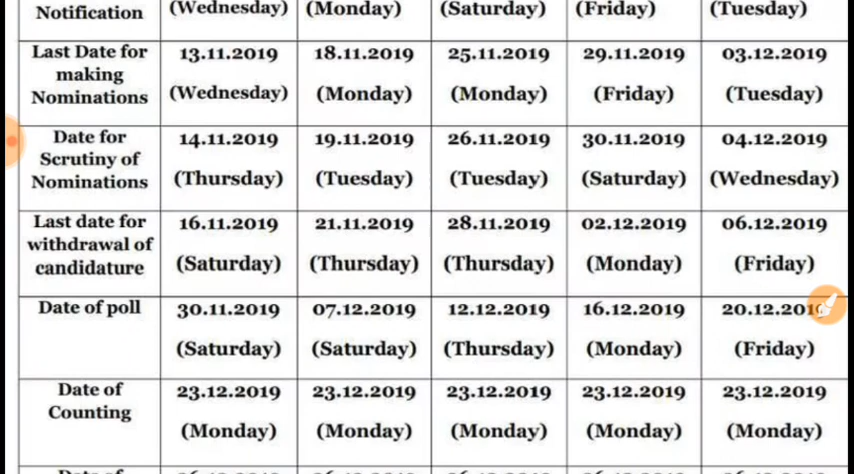 Notification (Wednesday) (Monday) (Saturday) (Friday) (Tuesday)
Last Date for making Nominations 13.11.2019 18.11.2019 25.11.2019 29.11.2019 03.12.2019
(Wednesday) (Monday) (Monday) (Friday) (Tuesday)
Date for Scrutiny of Nominations 14.11.2019 19.11.2019 26.11.2019 30.11.2019 04.12.2019
(Thursday) (Tuesday) (Tuesday) (Saturday) (Wednesday)
Last date for withdrawal of candidature 16.11.2019 21.11.2019 28.11.2019 02.12.2019 06.12.2019
(Saturday) (Thursday) (Thursday) (Monday) (Friday)
Date of poll 30.11.2019 07.12.2019 12.12.2019 16.12.2019 20.12.2019
(Saturday) (Saturday) (Thursday) (Monday) (Friday)
Date of Counting 23.12.2019 23.12.2019 23.12.2019 23.12.2019 23.12.2019
(Monday) (Monday) (Monday) (Monday) (Monday)